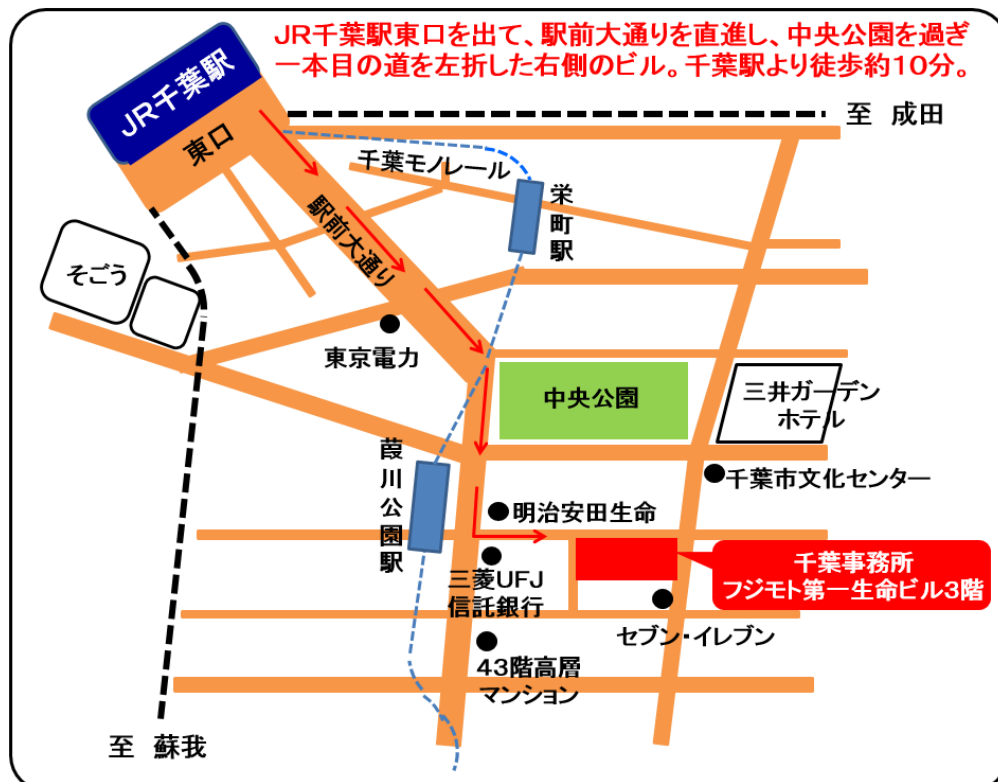 JR千葉駅東口を出て、駅前大通りを直進し、中央公園を過ぎ
一本目の道を左折した右側のビル。千葉駅より徒歩約10分。
JR千葉駅
至 成田
東口
千葉モノレール
栄町駅
駅前大通り
そごう
東京電力
中央公園
三井ガーデン
ホテル
葭川公園駅
千葉市文化センター
明治安田生命
千葉事務所
フジモト第一生命ビル3階
三菱UFJ
信託銀行
セブン・イレブン
43階高層
マンション
至 蘇我